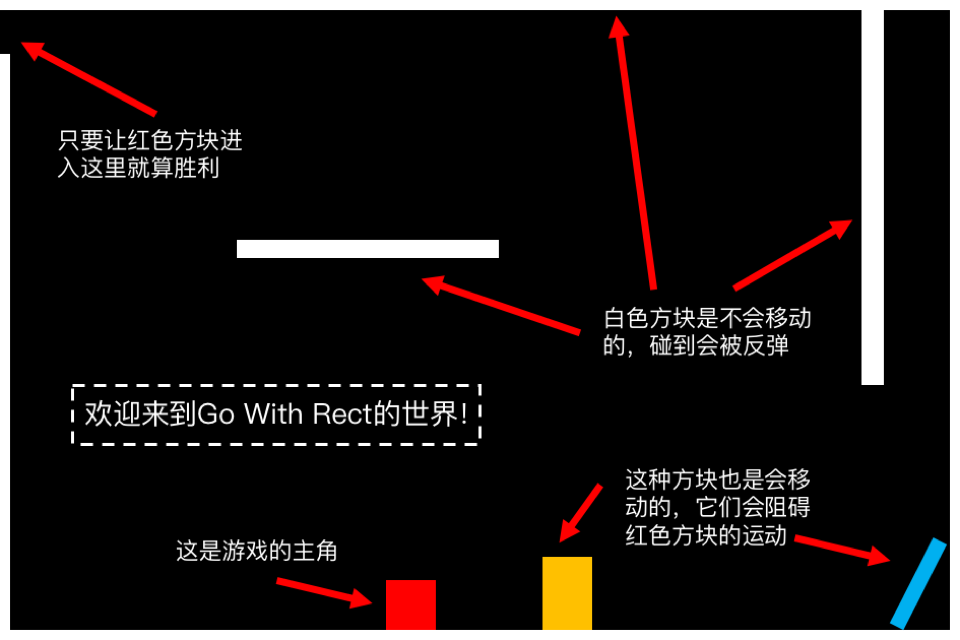 只要让红色方块进
入这里就算胜利
白色方块是不会移动
的，碰到会被反弹
欢迎来到Go With Rect的世界!
这种方块也是会移
动的，它们会阻碍
红色方块的运动
这是游戏的主角